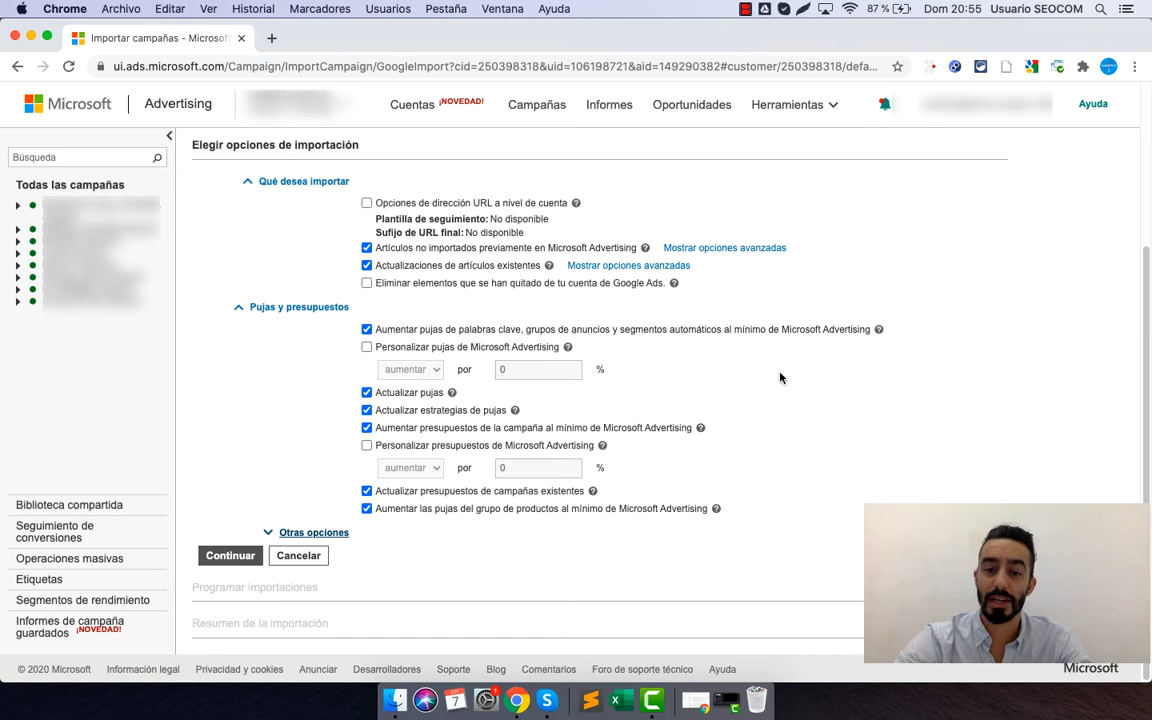 Chrome Archivo Editar Ver Historial Marcadores Usuarios Pestaña Ventana Ayuda 87 % Dom 20:55 Usuario SEOCOM
Importar campañas - Microsoft
ui.ads.microsoft.com/Campaign/ImportCampaign/GoogleImport?cid=250398318&uid=106198721&aid=149290382#customer/250398318/defa...
Microsoft Advertising Cuentas ¡NOVEDAD! Campañas Informes Oportunidades Herramientas Ayuda
Búsqueda
Todas las campañas
Biblioteca compartida
Seguimiento de
conversiones
Operaciones masivas
Etiquetas
Segmentos de rendimiento
Informes de campaña
guardados ¡NOVEDAD!
Elegir opciones de importación
Qué desea importar
Opciones de dirección URL a nivel de cuenta
Plantilla de seguimiento: No disponible
Sufijo de URL final: No disponible
Artículos no importados previamente en Microsoft Advertising Mostrar opciones avanzadas
Actualizaciones de artículos existentes Mostrar opciones avanzadas
Eliminar elementos que se han quitado de tu cuenta de Google Ads.
Pujas y presupuestos
Aumentar pujas de palabras clave, grupos de anuncios y segmentos automáticos al mínimo de Microsoft Advertising
Personalizar pujas de Microsoft Advertising
aumentar por 0 %
Actualizar pujas
Actualizar estrategias de pujas
Aumentar presupuestos de la campaña al mínimo de Microsoft Advertising
Personalizar presupuestos de Microsoft Advertising
aumentar por 0 %
Actualizar presupuestos de campañas existentes
Aumentar las pujas del grupo de productos al mínimo de Microsoft Advertising
Otras opciones
Continuar Cancelar
Programar importaciones
Resumen de la importación
© 2020 Microsoft Información legal Privacidad y cookies Anunciar Desarrolladores Soporte Blog Comentarios Foro de soporte técnico Ayuda Microsoft
7
1